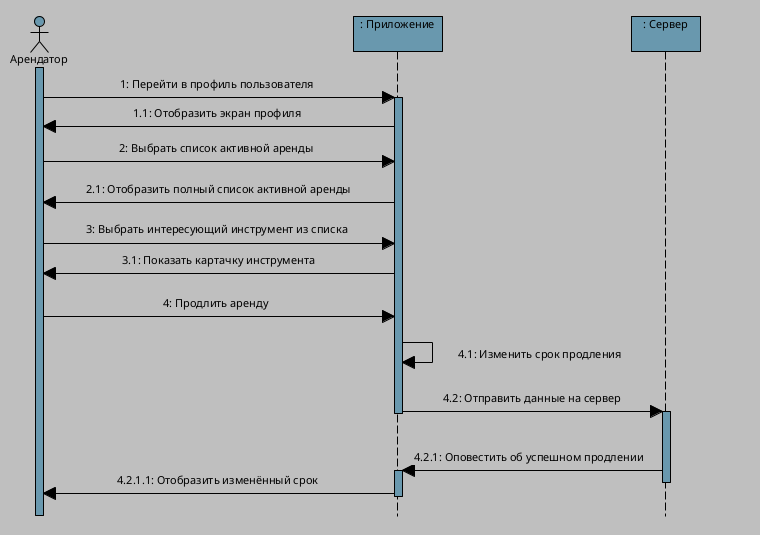 Арендатор
: Приложение
: Сервер
1: Перейти в профиль пользователя
1.1: Отобразить экран профиля
2: Выбрать список активной аренды
2.1: Отобразить полный список активной аренды
3: Выбрать интересующий инструмент из списка
3.1: Показать картачку инструмента
4: Продлить аренду
4.1: Изменить срок продления
4.2: Отправить данные на сервер
4.2.1: Оповестить об успешном продлении
4.2.1.1: Отобразить изменённый срок